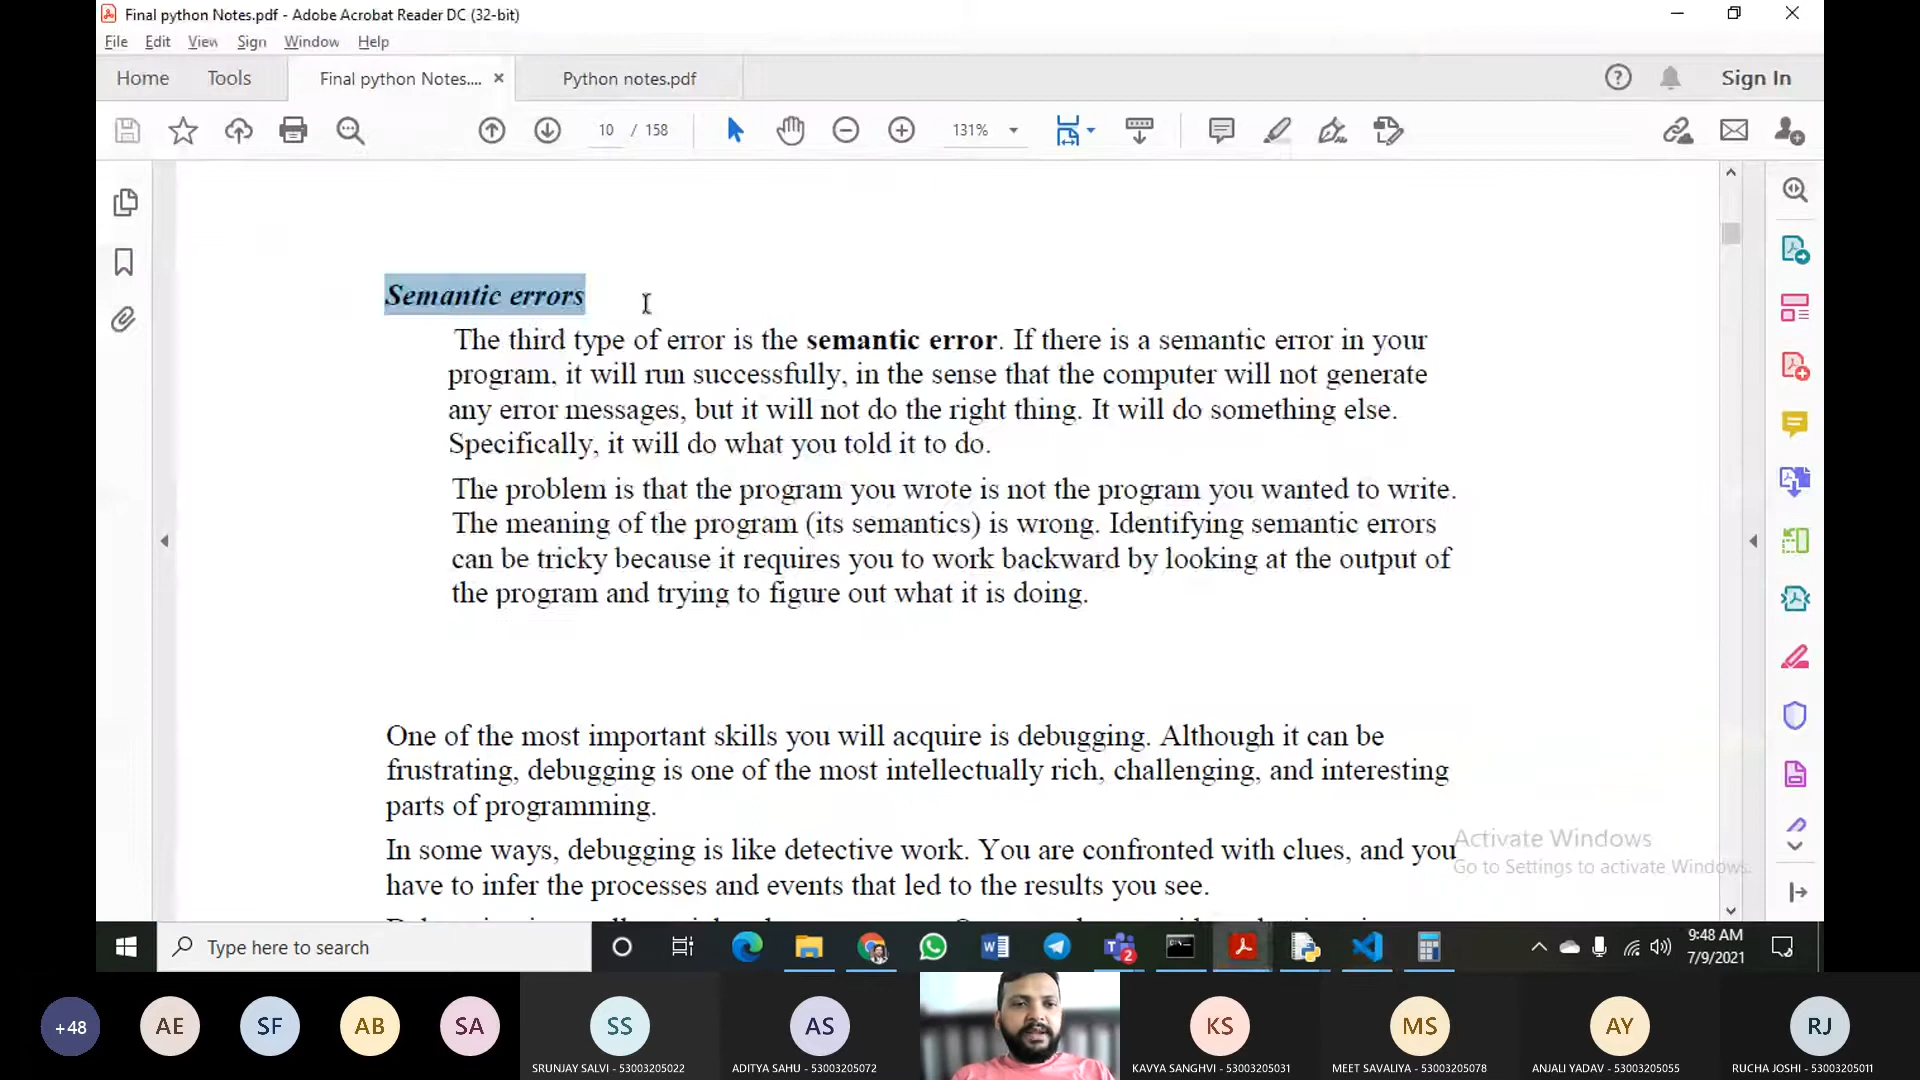 Final python Notes.pdf - Adobe Acrobat Reader DC (32-bit)
File Edit View Sign Window Help
Home Tools Final python Notes.... × Python notes.pdf Sign In
10 / 158 131%
Semantic errors
The third type of error is the semantic error. If there is a semantic error in your
program, it will run successfully, in the sense that the computer will not generate
any error messages, but it will not do the right thing. It will do something else.
Specifically, it will do what you told it to do.
The problem is that the program you wrote is not the program you wanted to write.
The meaning of the program (its semantics) is wrong. Identifying semantic errors
can be tricky because it requires you to work backward by looking at the output of
the program and trying to figure out what it is doing.
One of the most important skills you will acquire is debugging. Although it can be
frustrating, debugging is one of the most intellectually rich, challenging, and interesting
parts of programming.
In some ways, debugging is like detective work. You are confronted with clues, and you
have to infer the processes and events that led to the results you see.
Activate Windows
Go to Settings to activate Windows.
Type here to search
2
9:48 AM
7/9/2021
+48 AE SF AB SA SS AS KS MS AY RJ
SRUNJAY SALVI - 53003205022 ADITYA SAHU - 53003205072 KAVYA SANGHVI - 53003205031 MEET SAVALIYA - 53003205078 ANJALI YADAV - 53003205055 RUCHA JOSHI - 53003205011